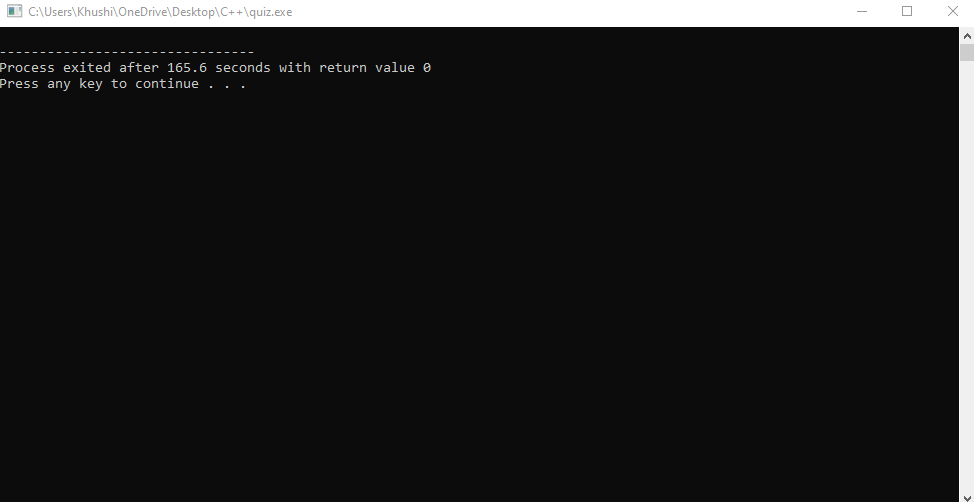 C:\Users\Khushi\OneDrive\Desktop\C++\quiz.exe
--------------------------------
Process exited after 165.6 seconds with return value 0
Press any key to continue . . .